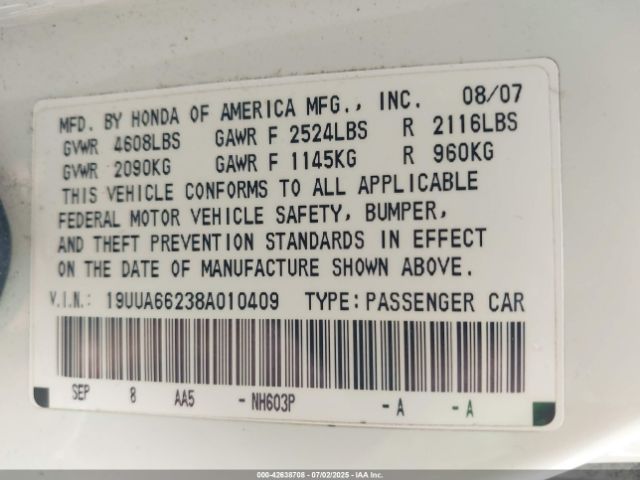 MFD. BY HONDA OF AMERICA MFG., INC. 08/07
GVWR 4608LBS GAWR F 2524LBS R 2116LBS
GVWR 2090KG GAWR F 1145KG R 960KG
THIS VEHICLE CONFORMS TO ALL APPLICABLE
FEDERAL MOTOR VEHICLE SAFETY, BUMPER,
AND THEFT PREVENTION STANDARDS IN EFFECT
ON THE DATE OF MANUFACTURE SHOWN ABOVE.
V.I.N.: 19UUA66238A010409 TYPE: PASSENGER CAR
SEP 8 AA5 - NH603P - A - A
000-42638708 - 07/02/2025 - IAA Inc.